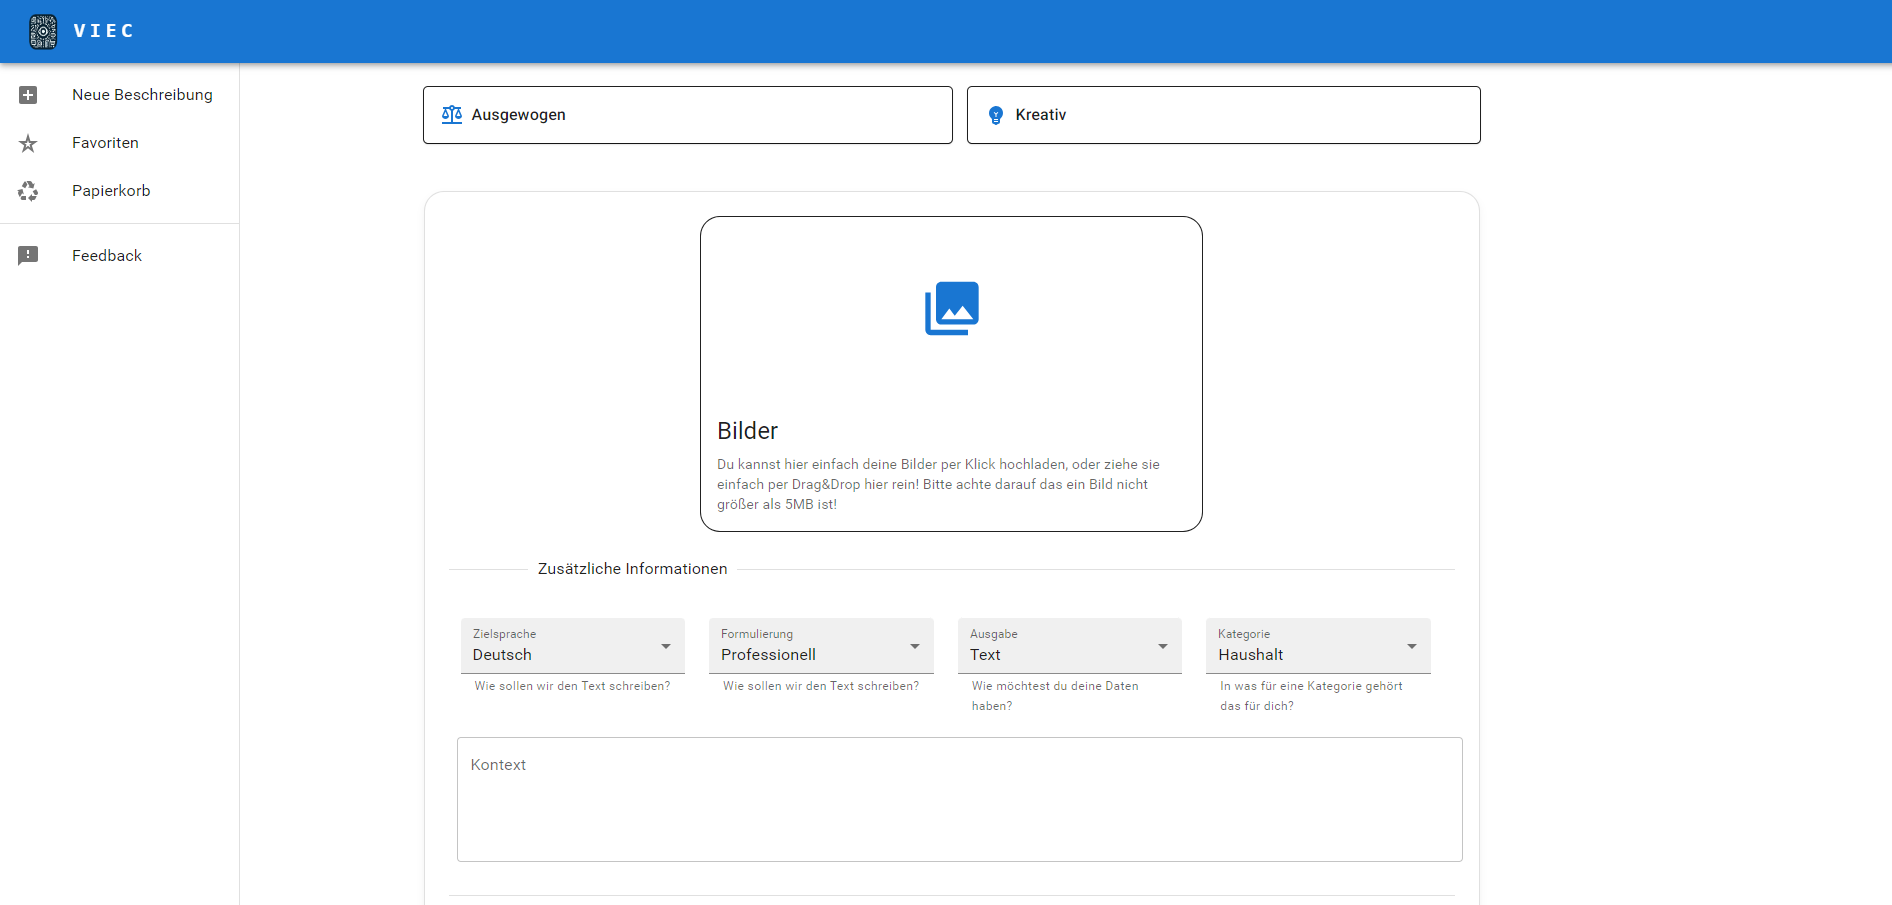 VIEC
Neue Beschreibung
Favoriten
Papierkorb
Feedback
Ausgewogen
Kreativ
Bilder
Du kannst hier einfach deine Bilder per Klick hochladen, oder ziehe sie
einfach per Drag&Drop hier rein! Bitte achte darauf das ein Bild nicht
größer als 5MB ist!
Zusätzliche Informationen
Zielsprache
Deutsch
Wie sollen wir den Text schreiben?
Formulierung
Professionell
Wie sollen wir den Text schreiben?
Ausgabe
Text
Wie möchtest du deine Daten
haben?
Kategorie
Haushalt
In was für eine Kategorie gehört
das für dich?
Kontext